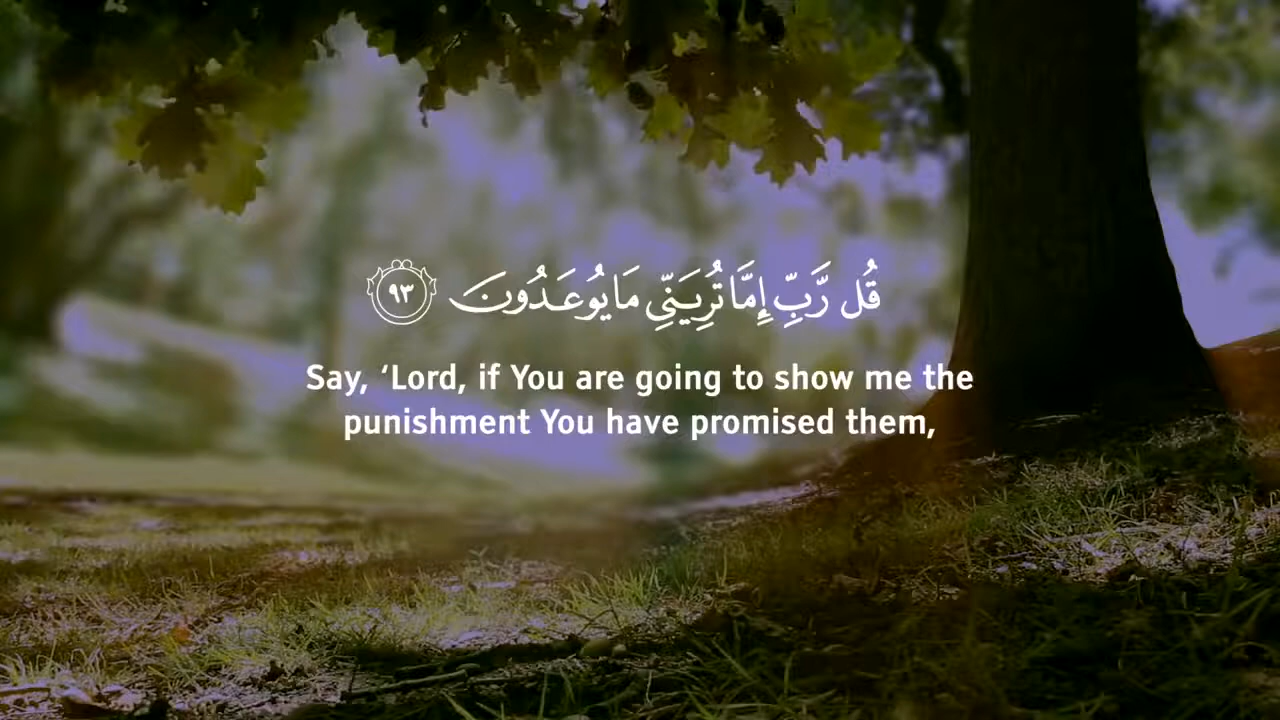 قُل رَّبِّ إِمَّا تُرِيَنِّي مَا يُوعَدُونَ ٩٣
Say, ‘Lord, if You are going to show me the
punishment You have promised them,